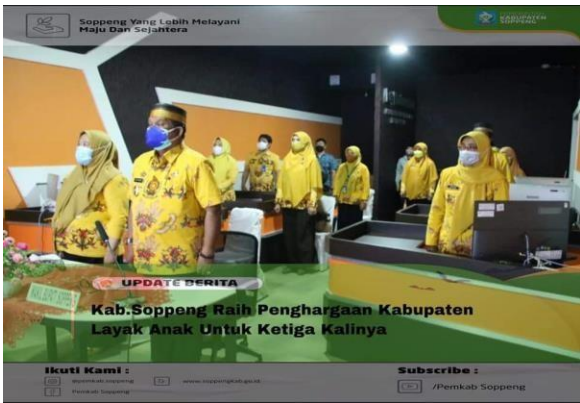 Soppeng Yang Lebih Melayani
Maju Dan Sejahtera
KABUPATEN
SOPPENG
UPDATE BERITA
Kab.Soppeng Raih Penghargaan Kabupaten
Layak Anak Untuk Ketiga Kalinya
Ikuti Kami :
@pemkab.soppeng
www.soppengkab.go.id
Pemkab Soppeng
Subscribe :
/Pemkab Soppeng